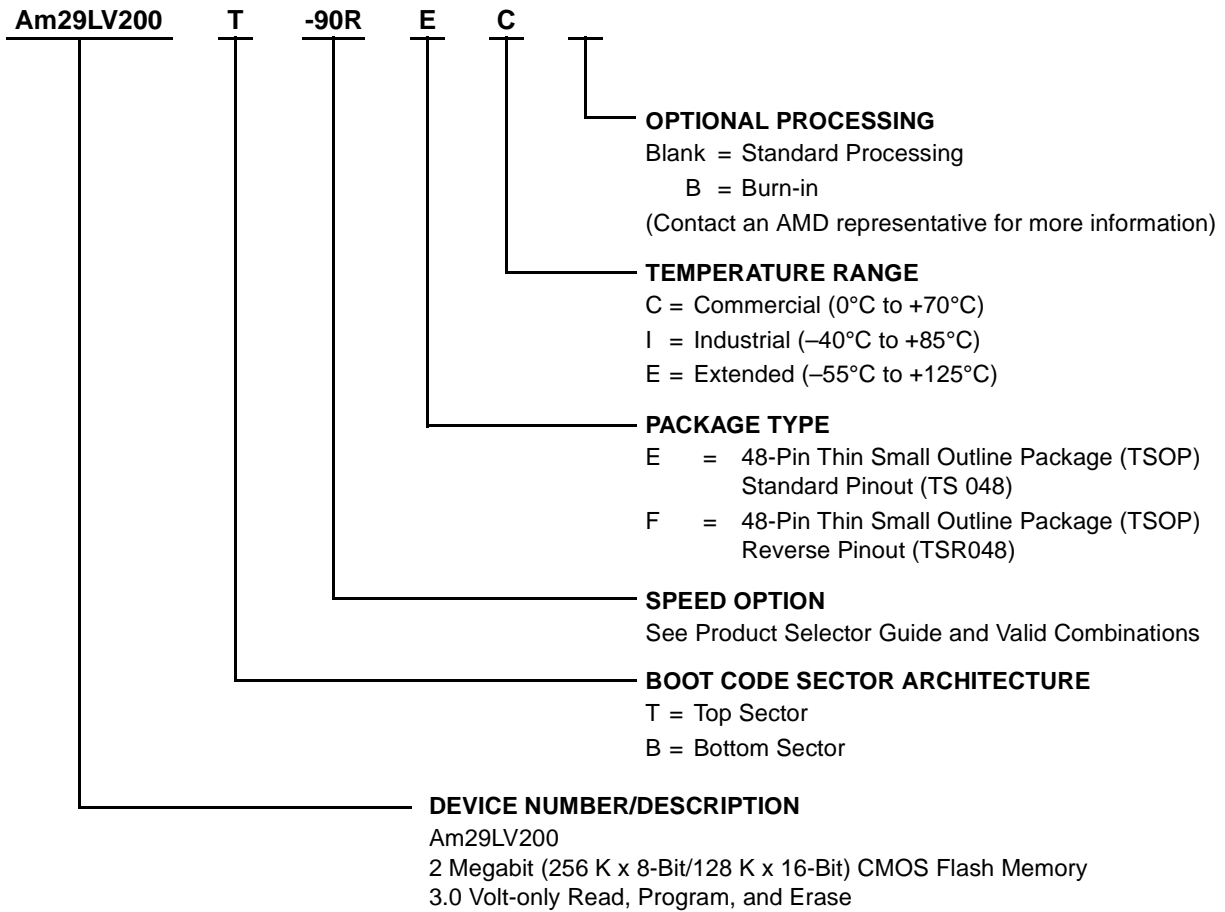 Am29LV200 T -90R E C
OPTIONAL PROCESSING
Blank = Standard Processing
B = Burn-in
(Contact an AMD representative for more information)
TEMPERATURE RANGE
C = Commercial (0°C to +70°C)
I = Industrial (–40°C to +85°C)
E = Extended (–55°C to +125°C)
PACKAGE TYPE
E = 48-Pin Thin Small Outline Package (TSOP)
Standard Pinout (TS 048)
F = 48-Pin Thin Small Outline Package (TSOP)
Reverse Pinout (TSR048)
SPEED OPTION
See Product Selector Guide and Valid Combinations
BOOT CODE SECTOR ARCHITECTURE
T = Top Sector
B = Bottom Sector
DEVICE NUMBER/DESCRIPTION
Am29LV200
2 Megabit (256 K x 8-Bit/128 K x 16-Bit) CMOS Flash Memory
3.0 Volt-only Read, Program, and Erase